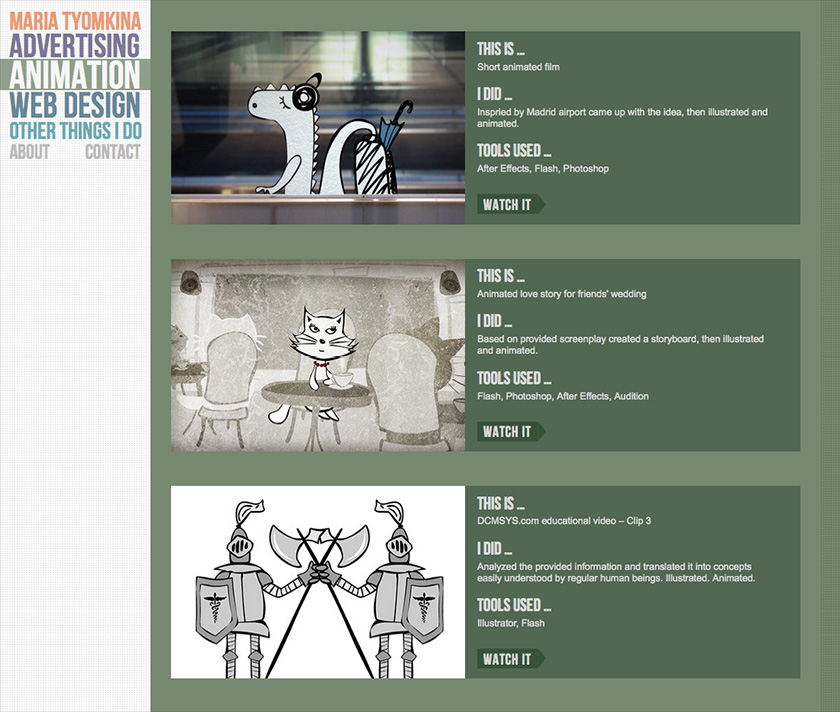 MARIA TYOMKINA
ADVERTISING
ANIMATION
WEB DESIGN
OTHER THINGS I DO
ABOUT CONTACT
THIS IS ...
Short animated film
I DID ...
Inspried by Madrid airport came up with the idea, then illustrated and
animated.
TOOLS USED ...
After Effects, Flash, Photoshop
WATCH IT
THIS IS ...
Animated love story for friends' wedding
I DID ...
Based on provided screenplay created a storyboard, then illustrated
and animated.
TOOLS USED ...
Flash, Photoshop, After Effects, Audition
WATCH IT
THIS IS ...
DCMSYS.com educational video – Clip 3
I DID ...
Analyzed the provided information and translated it into concepts
easily understood by regular human beings. Illustrated. Animated.
TOOLS USED ...
Illustrator, Flash
WATCH IT